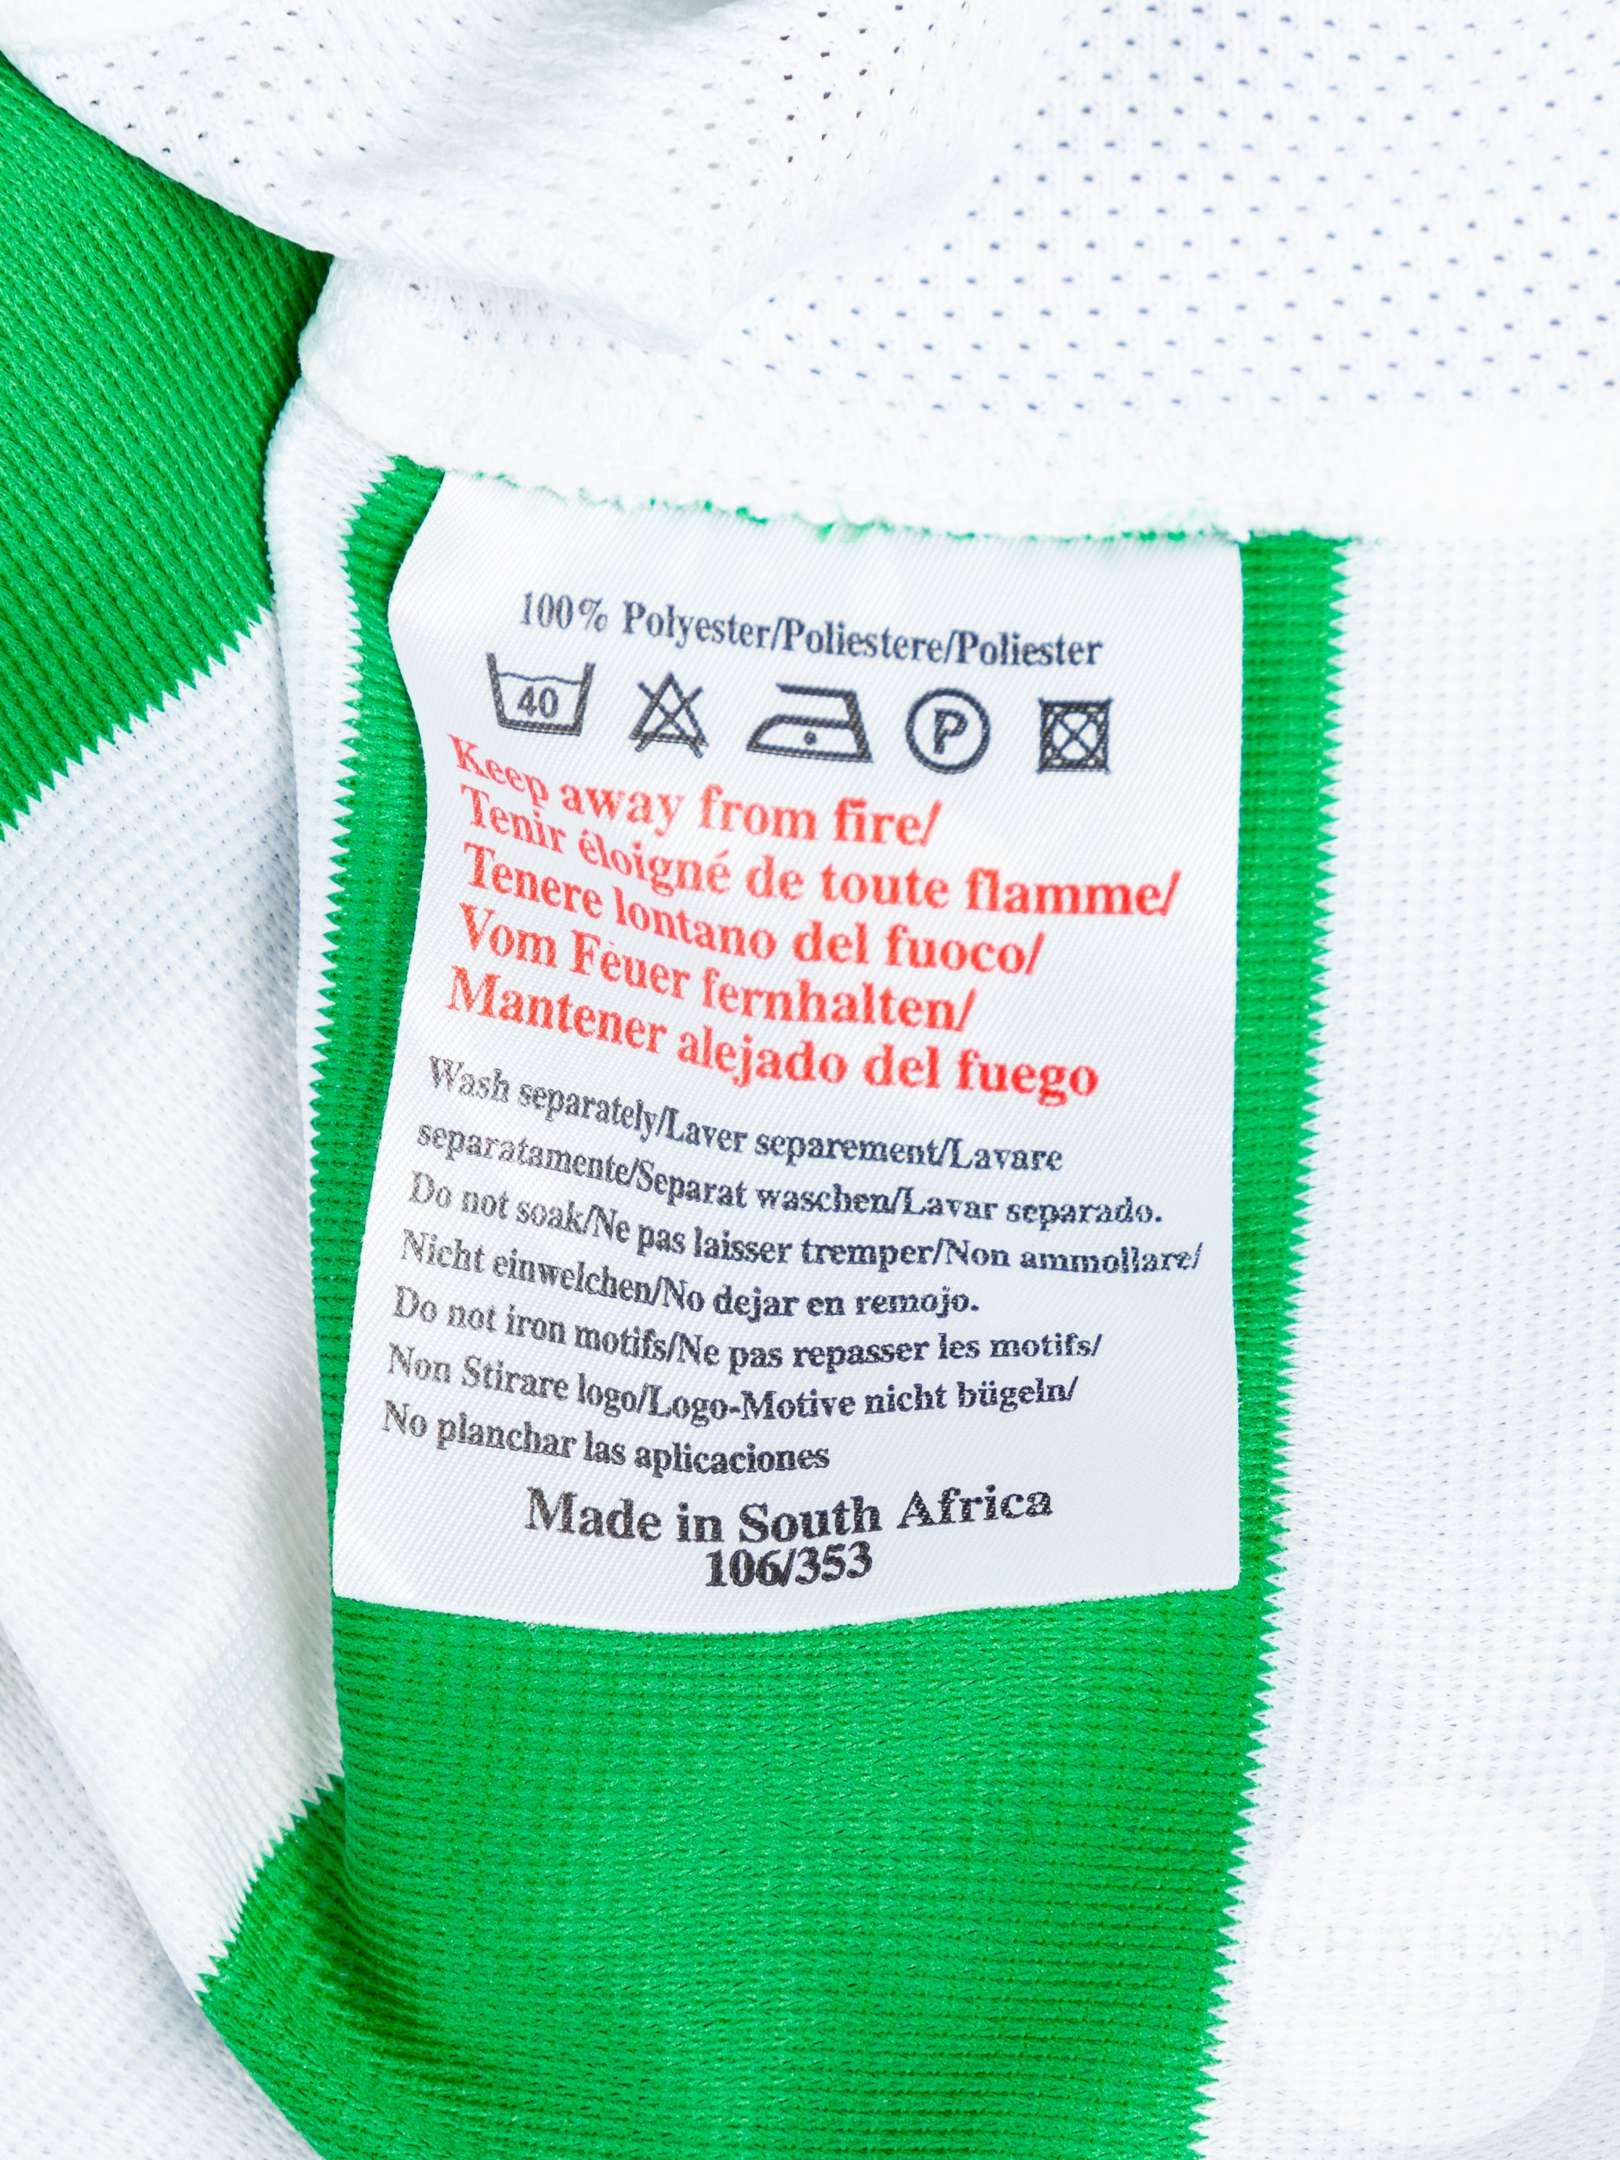 100% Polyester/Poliestere/Poliester
40
P
Keep away from fire/
Tenir éloigné de toute flamme/
Tenere lontano del fuoco/
Vom Feuer fernhalten/
Mantener alejado del fuego
Wash separately/Laver separement/Lavare
separatamente/Separat waschen/Lavar separado.
Do not soak/Ne pas laisser tremper/Non ammollare/
Nicht einwelchen/No dejar en remojo.
Do not iron motifs/Ne pas repasser les motifs/
Non Stirare logo/Logo-Motive nicht bügeln/
No planchar las aplicaciones
Made in South Africa
106/353